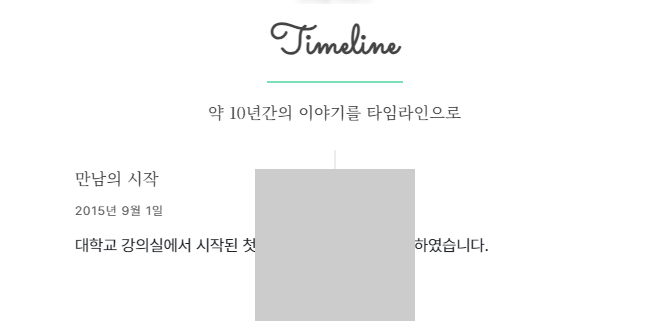 Timeline
약 10년간의 이야기를 타임라인으로
만남의 시작
2015년 9월 1일
대학교 강의실에서 시작된 첫 하였습니다.